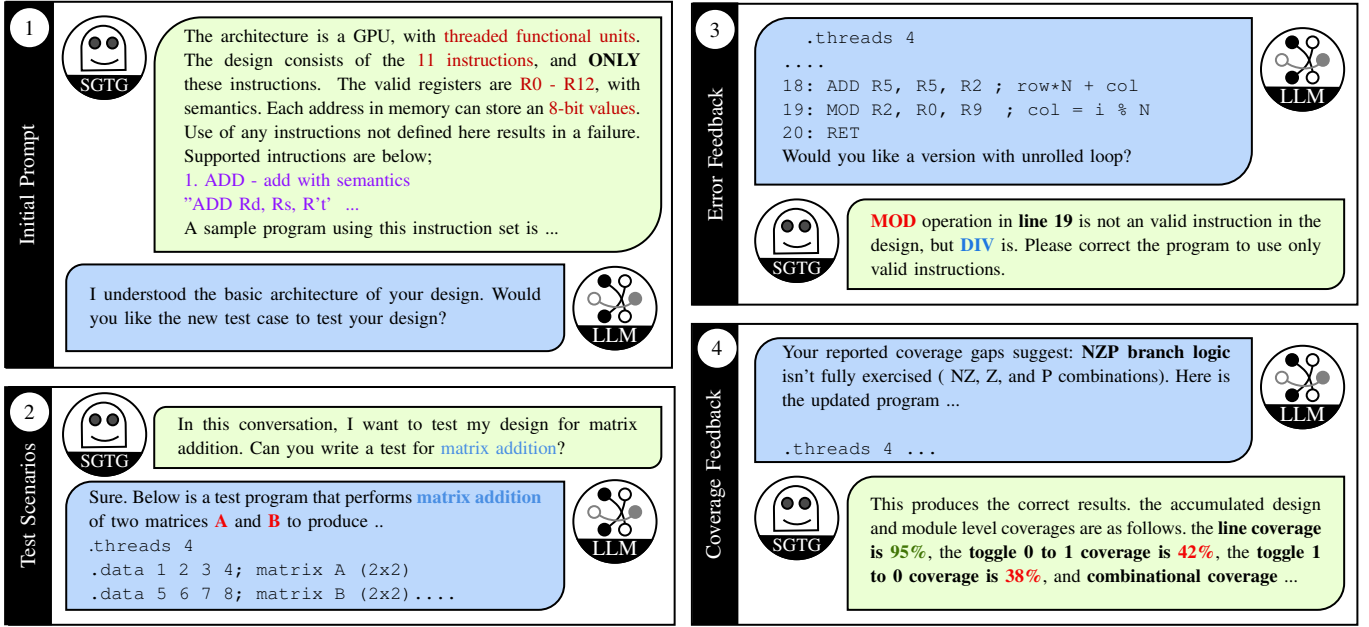 1
Initial Prompt
SGTG
The architecture is a GPU, with threaded functional units.
The design consists of the 11 instructions, and ONLY
these instructions. The valid registers are R0 - R12, with
semantics. Each address in memory can store an 8-bit values.
Use of any instructions not defined here results in a failure.
Supported intructions are below;
1. ADD - add with semantics
”ADD Rd, Rs, R't’ ...
A sample program using this instruction set is ...
I understood the basic architecture of your design. Would
you like the new test case to test your design?
LLM
2
Test Scenarios
SGTG
In this conversation, I want to test my design for matrix
addition. Can you write a test for matrix addition?
Sure. Below is a test program that performs matrix addition
of two matrices A and B to produce ..
.threads 4
.data 1 2 3 4; matrix A (2x2)
.data 5 6 7 8; matrix B (2x2)....
LLM
3
Error Feedback
.threads 4
....
18: ADD R5, R5, R2 ; row*N + col
19: MOD R2, R0, R9 ; col = i % N
20: RET
Would you like a version with unrolled loop?
LLM
SGTG
MOD operation in line 19 is not an valid instruction in the
design, but DIV is. Please correct the program to use only
valid instructions.
4
Coverage Feedback
Your reported coverage gaps suggest: NZP branch logic
isn't fully exercised ( NZ, Z, and P combinations). Here is
the updated program ...
.threads 4 ...
LLM
SGTG
This produces the correct results. the accumulated design
and module level coverages are as follows. the line coverage
is 95%, the toggle 0 to 1 coverage is 42%, the toggle 1
to 0 coverage is 38%, and combinational coverage ...